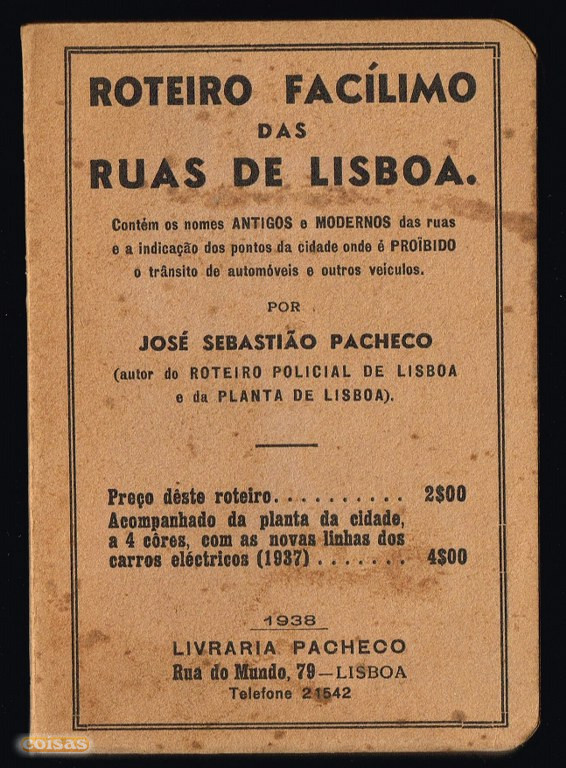 ROTEIRO FACÍLIMO
DAS
RUAS DE LISBOA.
Contém os nomes ANTIGOS e MODERNOS das ruas
e a indicação dos pontos da cidade onde é PROÏBIDO
o trânsito de automóveis e outros veiculos.
POR
JOSÉ SEBASTIÃO PACHECO
(autor do ROTEIRO POLICIAL DE LISBOA
e da PLANTA DE LISBOA).
Preço dêste roteiro. . . . . . . . . . 2$00
Acompanhado da planta da cidade,
a 4 côres, com as novas linhas dos
carros eléctricos (1937) . . . . . . . 4$00
1938
LIVRARIA PACHECO
Rua do Mundo, 79—LISBOA
Telefone 21542
coisas